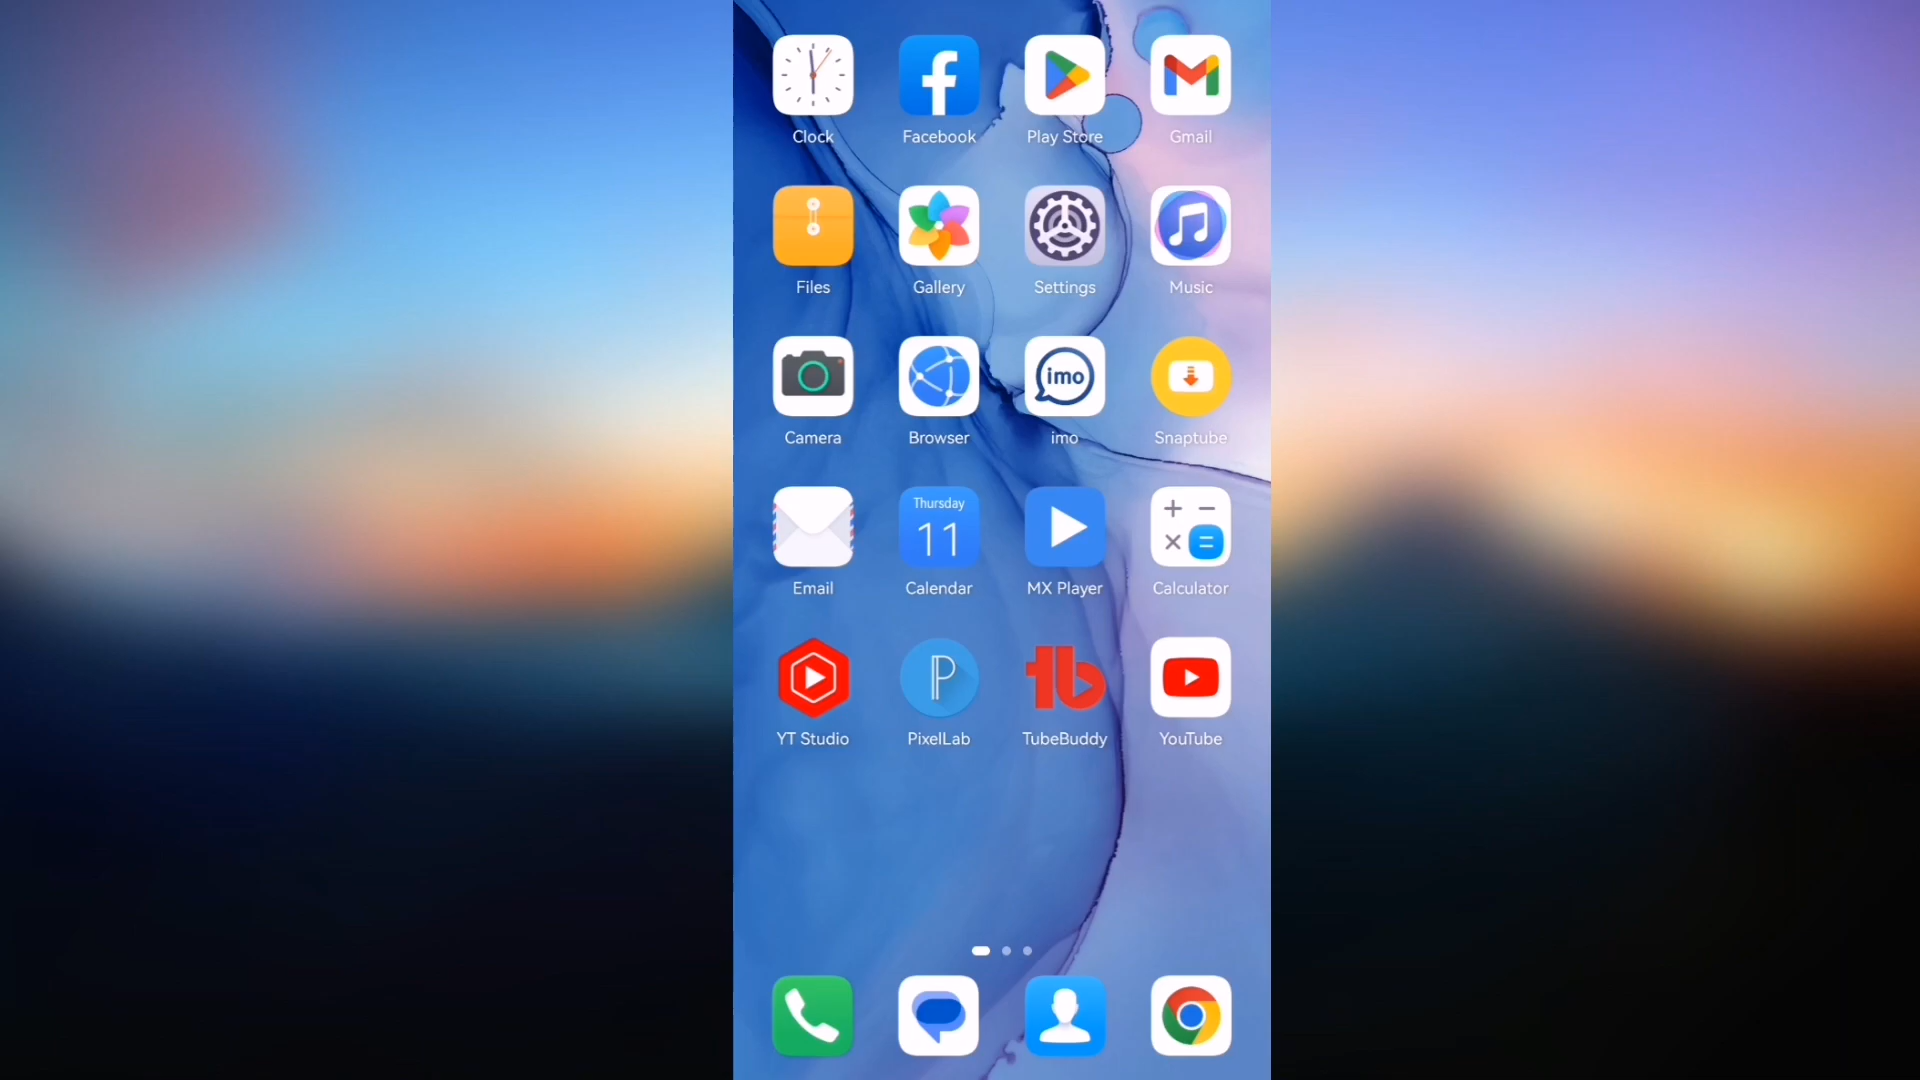 Clock Facebook Play Store Gmail
Files Gallery Settings Music
imo
Camera Browser imo Snaptube
Thursday
11
Email Calendar MX Player Calculator
YT Studio PixelLab TubeBuddy YouTube